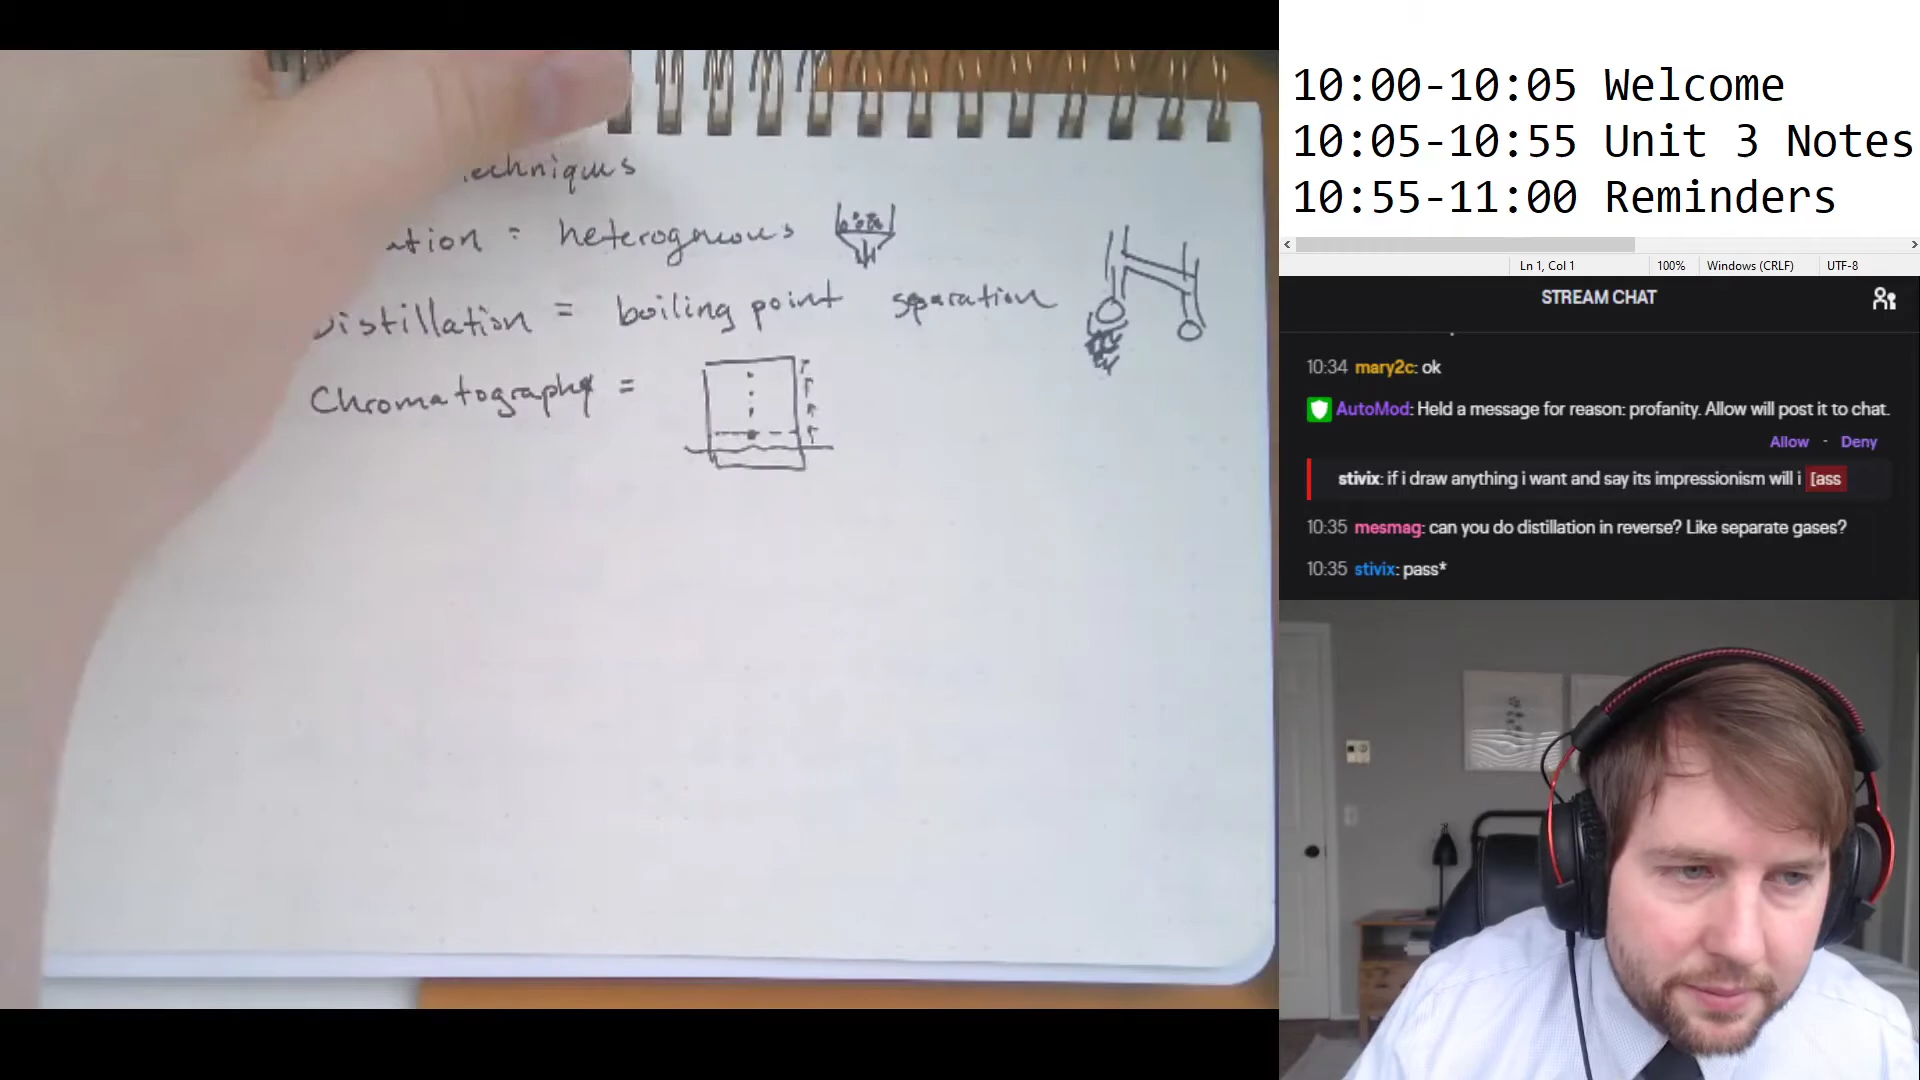 echniques
ation = heterogeneous
Distillation = boiling point separation
Chromatography =
10:00-10:05 Welcome
10:05-10:55 Unit 3 Notes
10:55-11:00 Reminders
Ln 1, Col 1 100% Windows (CRLF) UTF-8
STREAM CHAT
10:34 mary2c: ok
AutoMod: Held a message for reason: profanity. Allow will post it to chat.
Allow - Deny
stivix: if i draw anything i want and say its impressionism will i [ass
10:35 mesmag: can you do distillation in reverse? Like separate gases?
10:35 stivix: pass*